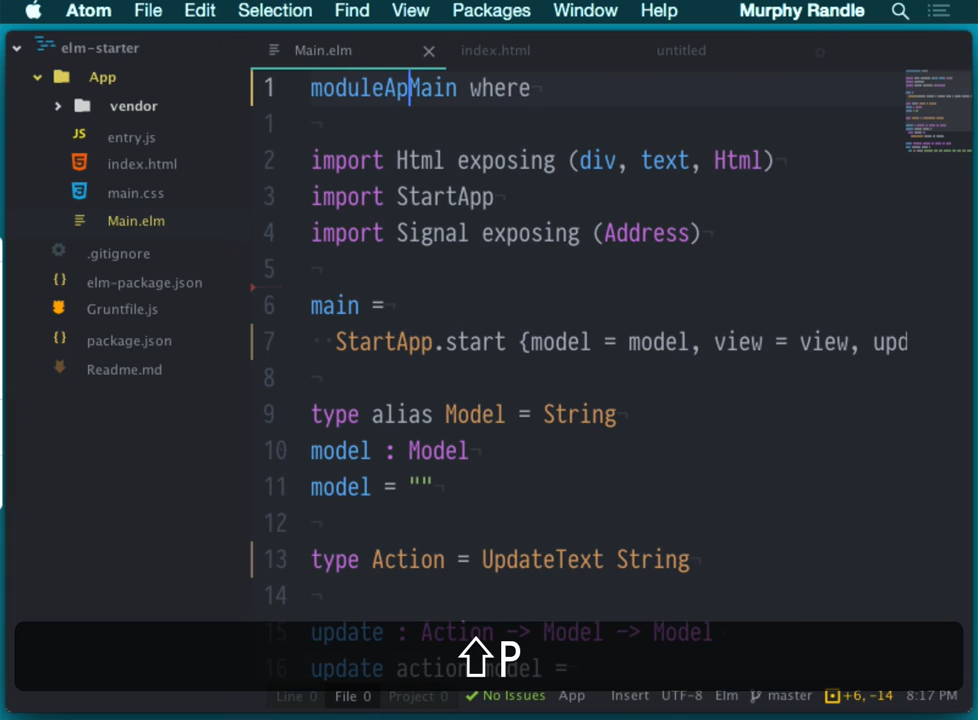 Atom File Edit Selection Find View Packages Window Help Murphy Randle
elm-starter
App
vendor
JS entry.js
index.html
main.css
Main.elm
.gitignore
{} elm-package.json
Gruntfile.js
{} package.json
Readme.md
Main.elm index.html untitled
1 moduleApMain where
1
2 import Html exposing (div, text, Html)
3 import StartApp
4 import Signal exposing (Address)
5
6 main =
7 StartApp.start {model = model, view = view, upd
8
9 type alias Model = String
10 model : Model
11 model = ""
12
13 type Action = UpdateText String
14
15 update : Action -> Model -> Model
16 update action model =
⇧P
Line 0 File 0 Project 0 No Issues App Insert UTF-8 Elm master +6, -14 8:17 PM